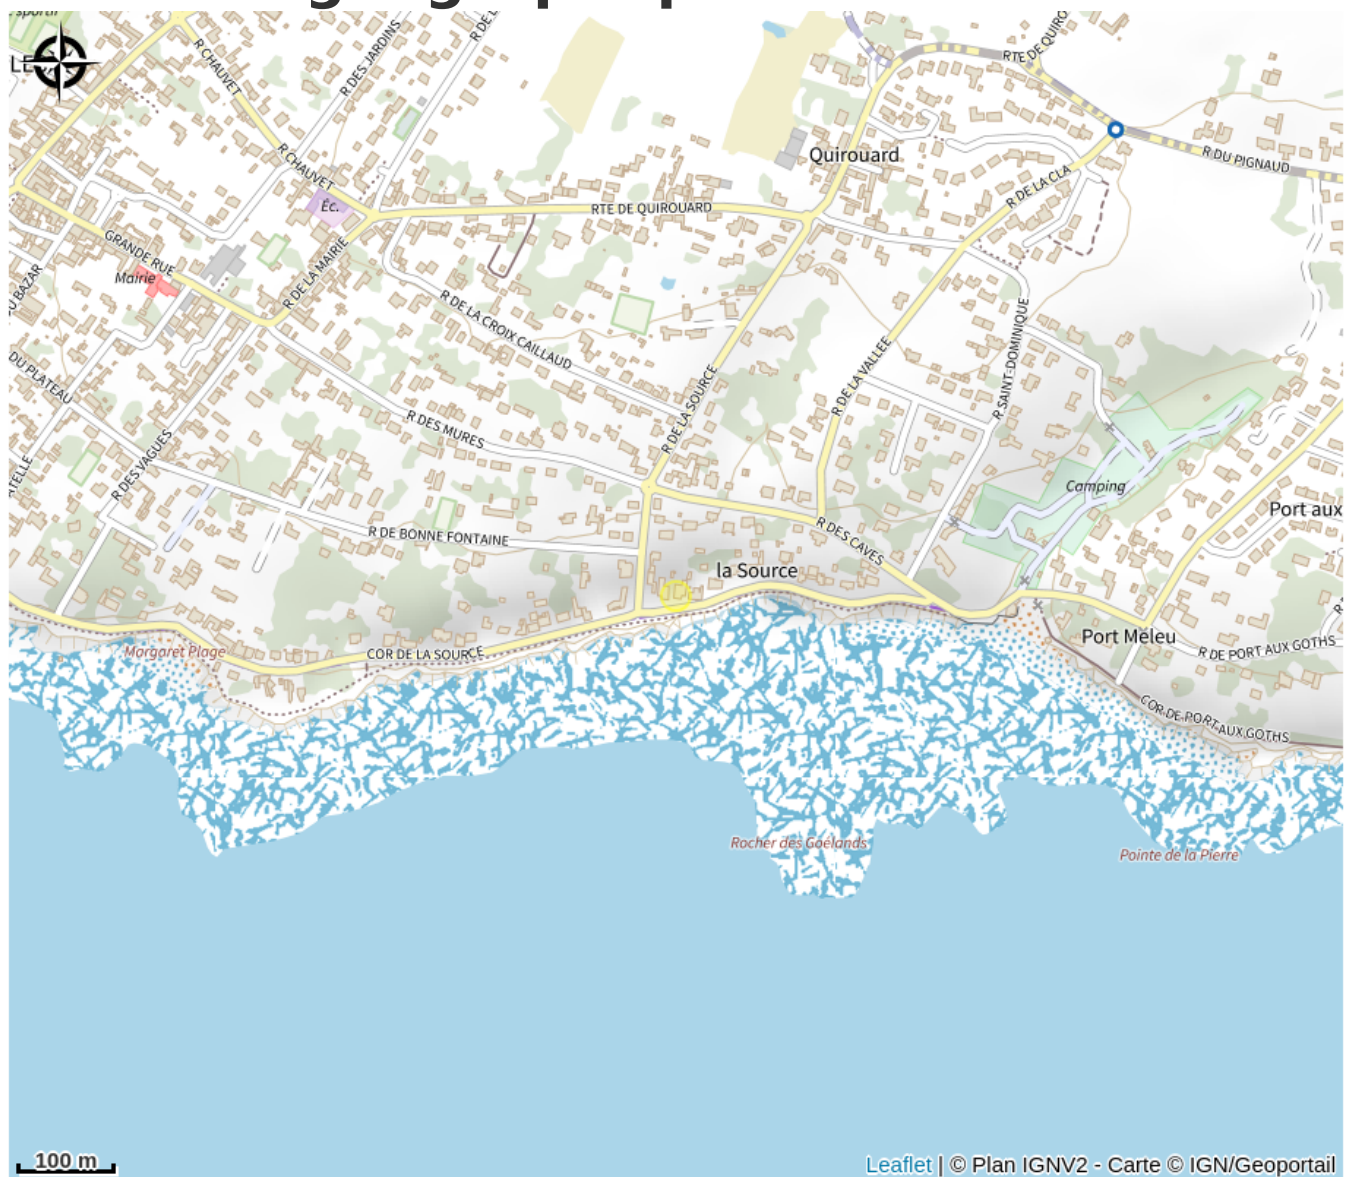 sportif
R CHAUVET
R DES JARDINS
R DE L
RTE DE QUIRO
Quirouard
R DU PIGNAUD
R CHAUVET
R DE LA CLA
Éc.
RTE DE QUIROUARD
GRANDE RUE
Mairie
R DE LA MAIRIE
U BAZAR
R DE LA CROIX CAILLAUD
R SAINT-DOMINIQUE
DU PLATEAU
R DE LA SOURCE
R DE LA VALLEE
R DES MURES
R DES VAGUES
Camping
Port aux
R DE BONNE FONTAINE
R DES CAVES
la Source
Port Meleu
Margaret Plage
COR DE LA SOURCE
R DE PORT AUX GOTHS
COR DE PORT-AUX GOTHS
Rocher des Goélands
Pointe de la Pierre
100 m
Leaflet | © Plan IGNV2 - Carte © IGN/Geoportail